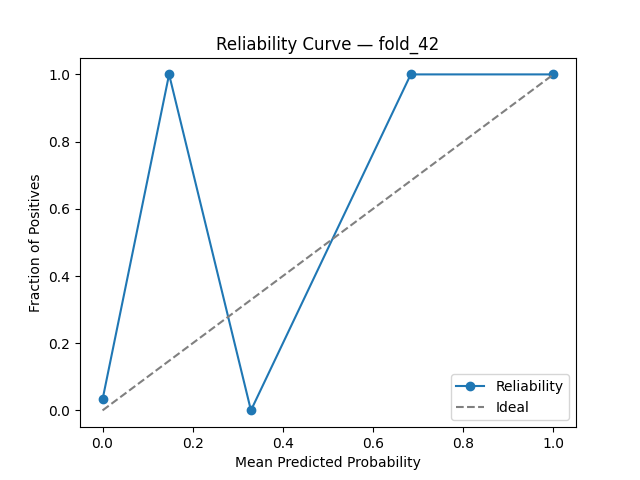 Reliability Curve — fold_42
Fraction of Positives
1.0
0.8
0.6
0.4
0.2
0.0
0.0 0.2 0.4 0.6 0.8 1.0
Mean Predicted Probability
Reliability
Ideal